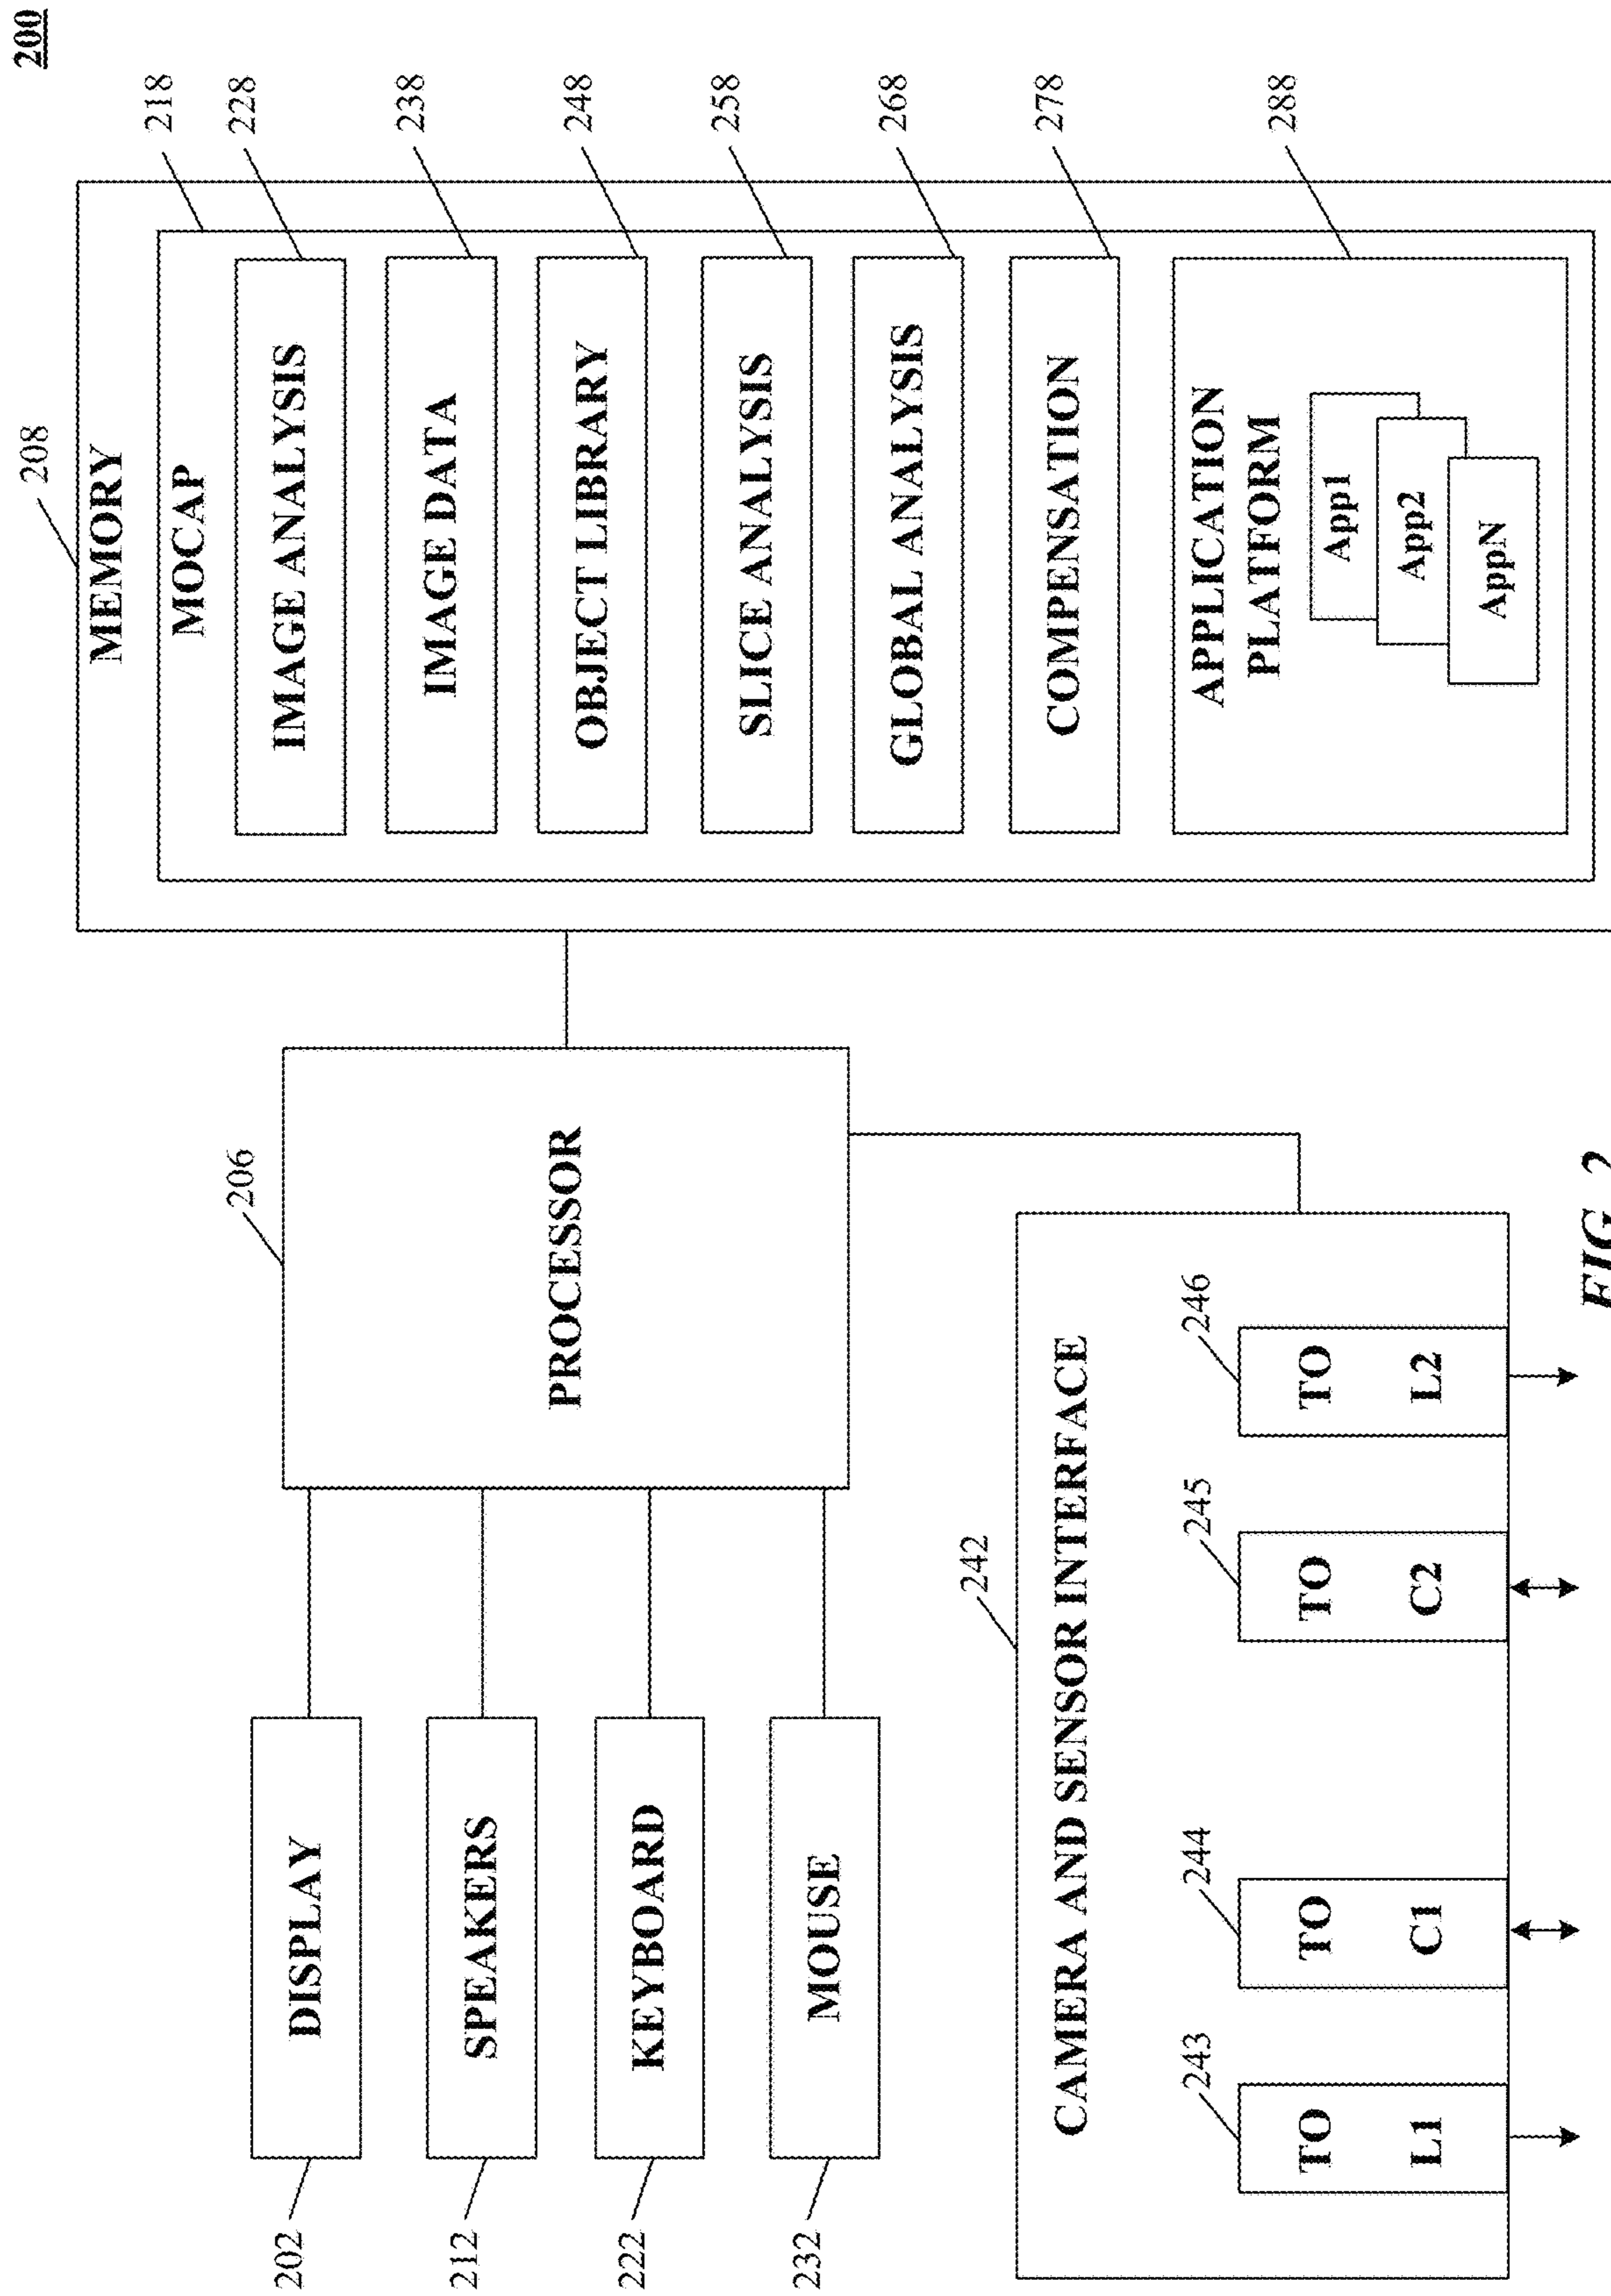 200
202
DISPLAY
212
SPEAKERS
222
KEYBOARD
232
MOUSE
206
PROCESSOR
208
MEMORY
MOCAP
218
IMAGE ANALYSIS
228
IMAGE DATA
238
OBJECT LIBRARY
248
SLICE ANALYSIS
258
GLOBAL ANALYSIS
268
COMPENSATION
278
APPLICATION
PLATFORM
288
App1
App2
AppN
242
CAMERA AND SENSOR INTERFACE
243
TO
L1
244
TO
C1
245
TO
C2
246
TO
L2
FIG. 2